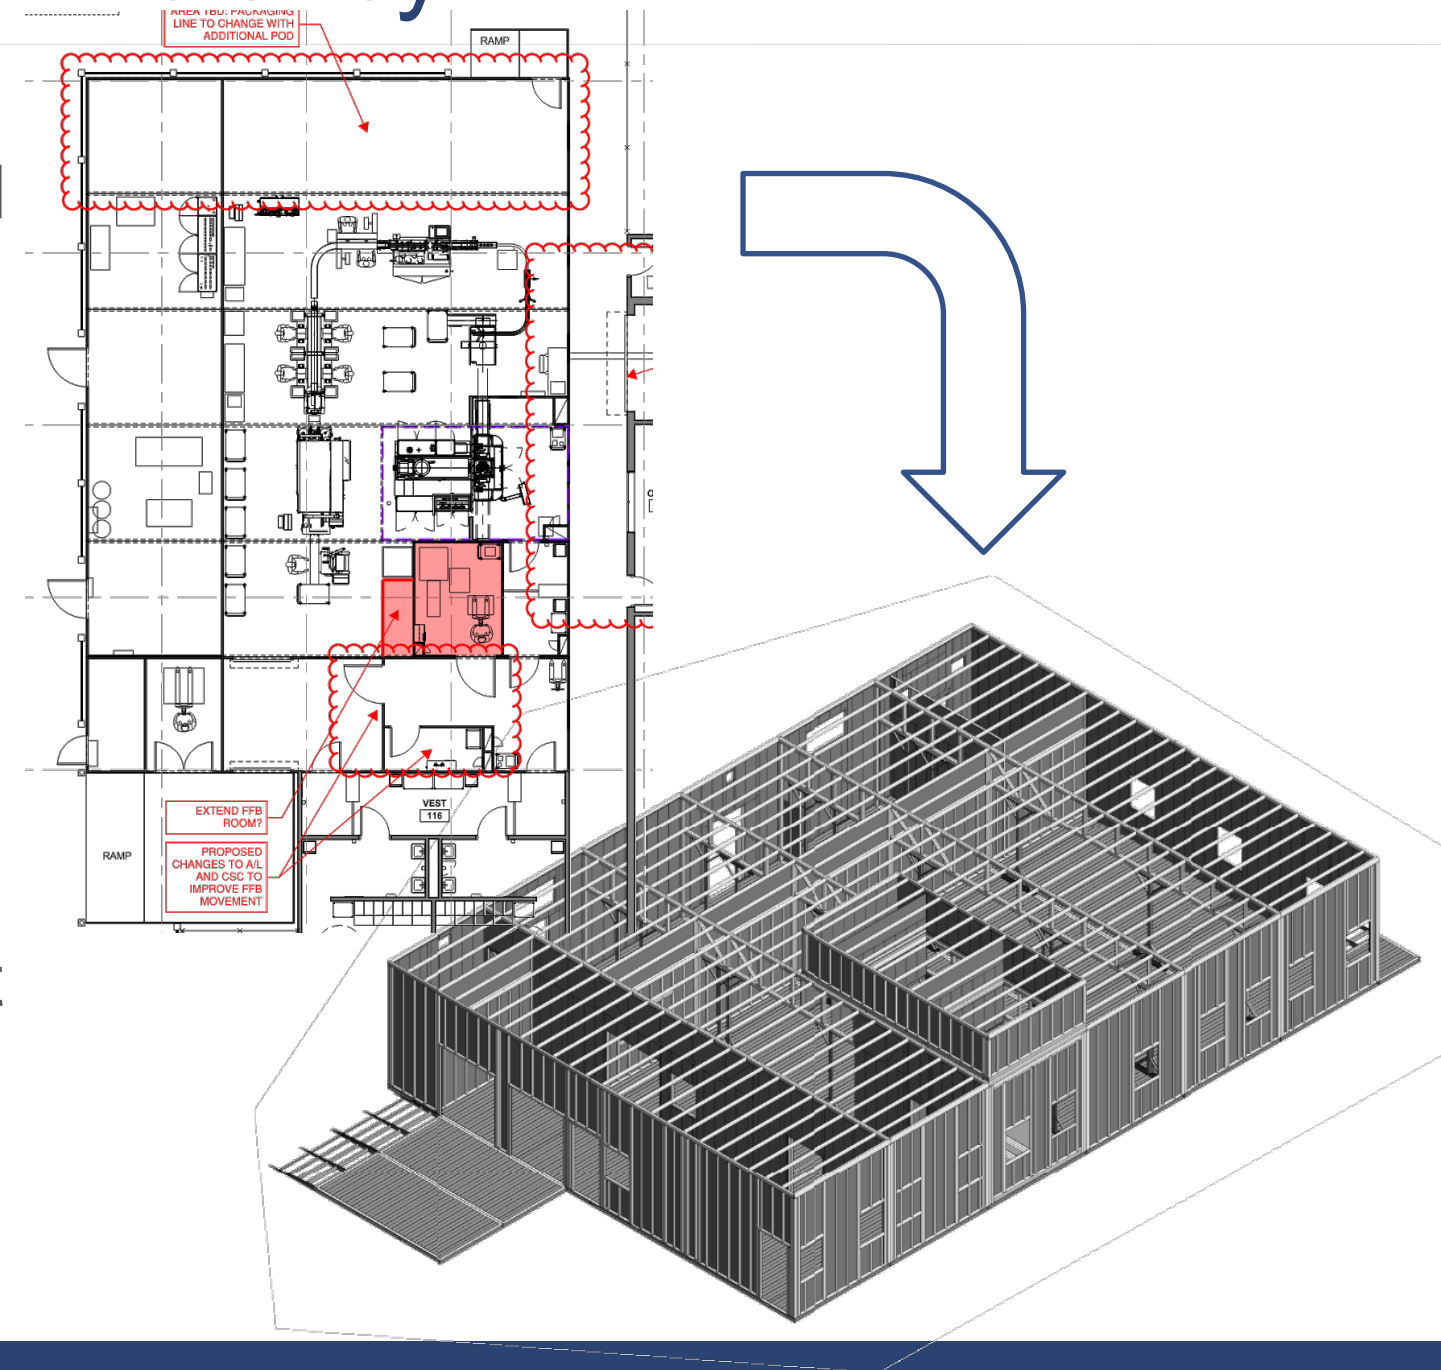 AREA TBD: PACKAGING
LINE TO CHANGE WITH
ADDITIONAL POD
RAMP
EXTEND FFB
ROOM?
VEST
116
RAMP
PROPOSED
CHANGES TO A/L
AND CSC TO
IMPROVE FFB
MOVEMENT